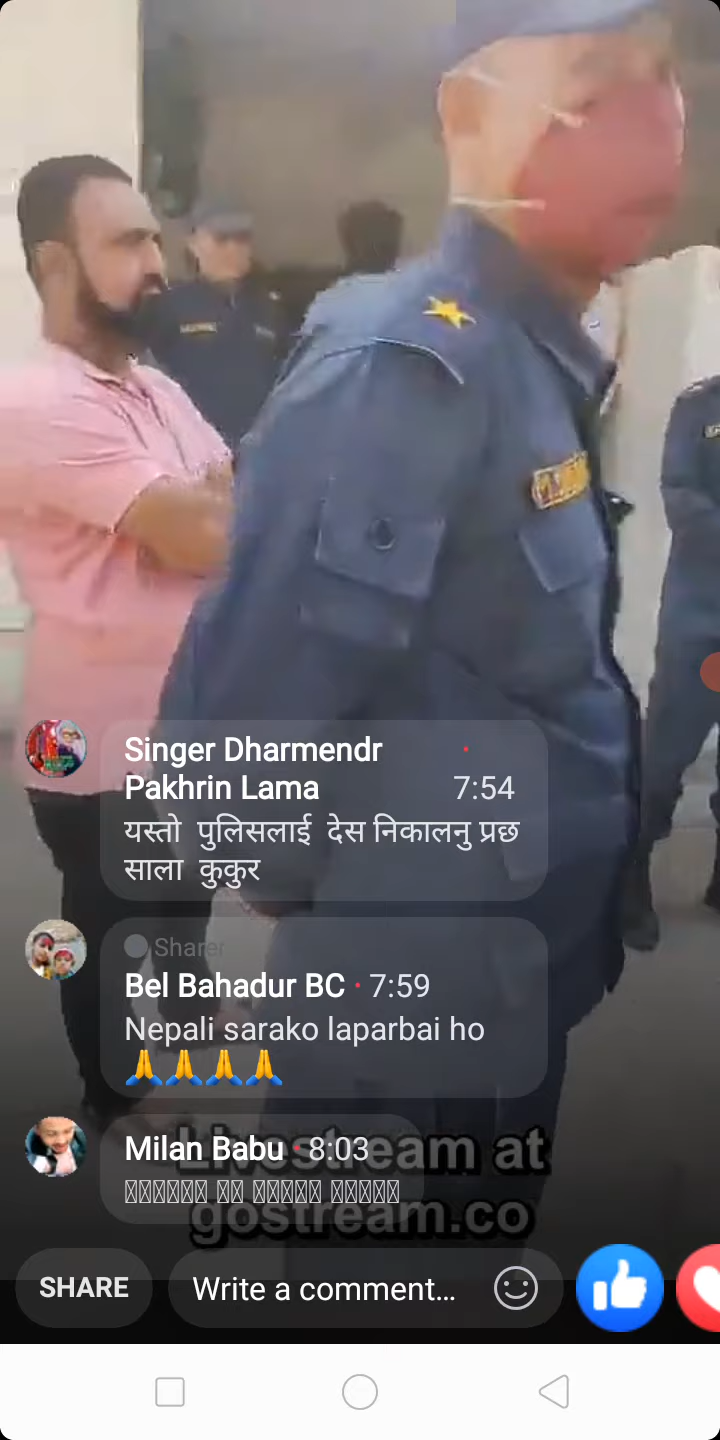 Singer Dharmendr
Pakhrin Lama 7:54
यस्तो पुलिसलाई देस निकालनु प्रछ
साला कुकुर
Sharer
Bel Bahadur BC • 7:59
Nepali sarako laparbai ho
🙏🙏🙏🙏
Milan Babu • 8:03
Livestream at
gostream.co
SHARE
Write a comment...